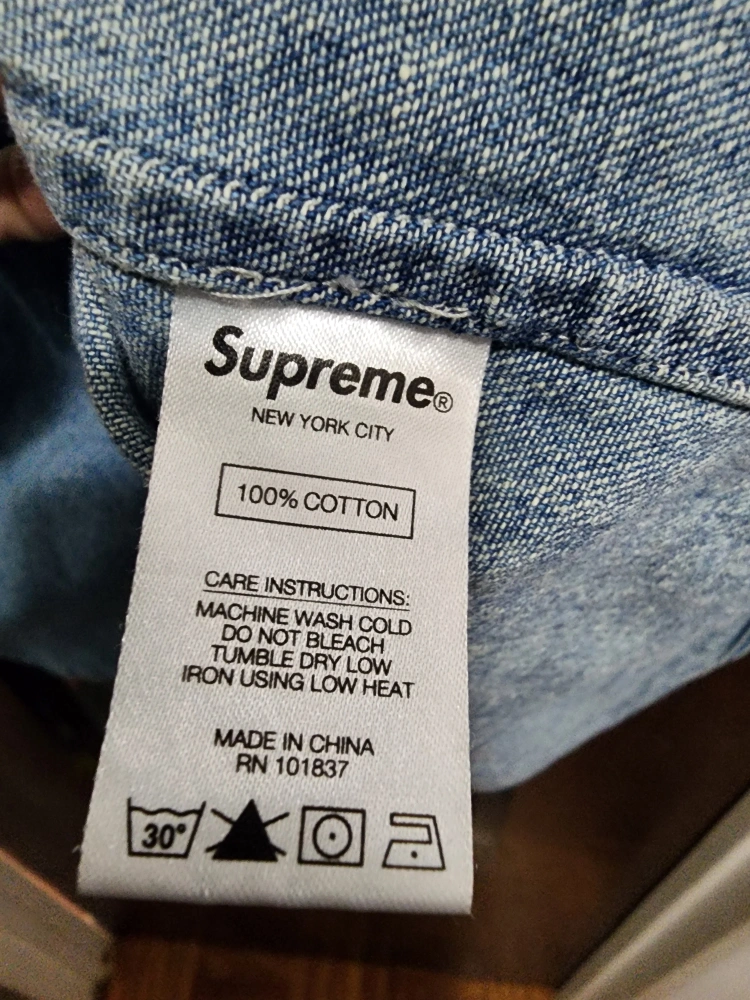 Supreme®
NEW YORK CITY
100% COTTON
CARE INSTRUCTIONS:
MACHINE WASH COLD
DO NOT BLEACH
TUMBLE DRY LOW
IRON USING LOW HEAT
MADE IN CHINA
RN 101837
30°